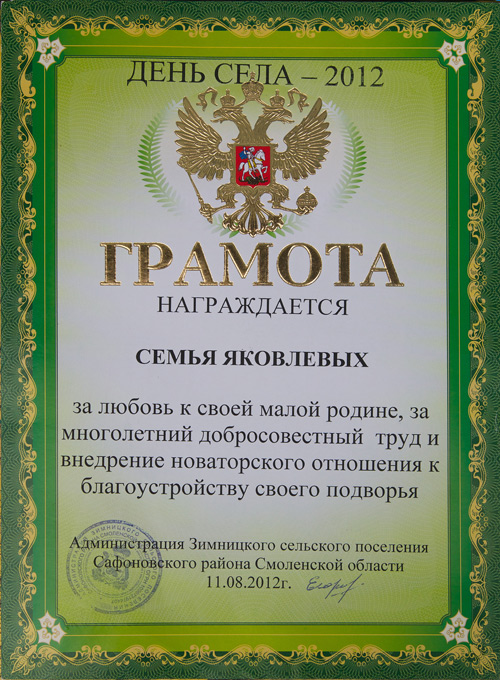 ДЕНЬ СЕЛА – 2012
ГРАМОТА
НАГРАЖДАЕТСЯ
СЕМЬЯ ЯКОВЛЕВЫХ
за любовь к своей малой родине, за
многолетний добросовестный труд и
внедрение новаторского отношения к
благоустройству своего подворья
Администрация Зимницкого сельского поселения
Сафоновского района Смоленской области
11.08.2012г.